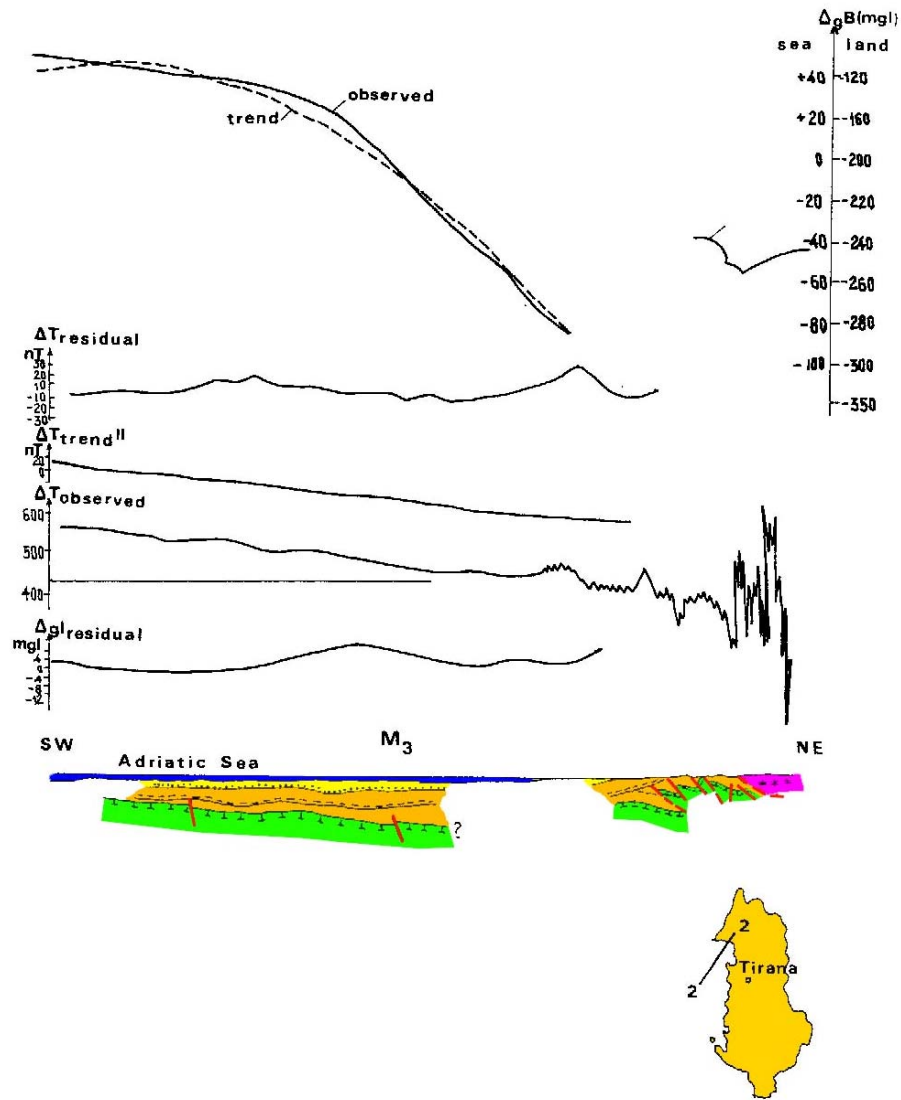 ΔgB(mgl)
sea land
+40 -120
observed
trend
+20 -160
0 -200
-20 -220
-40 -240
-60 -260
-80 -280
-100 -300
-350
ΔTresidual
nT
30
20
10
-10
-20
-30
ΔTtrend II
nT
20
0
ΔTobserved
600
500
400
Δglresidual
mgl
4
0
-4
-8
-12
SW M3 NE
Adriatic Sea
?
2
Tirana
2